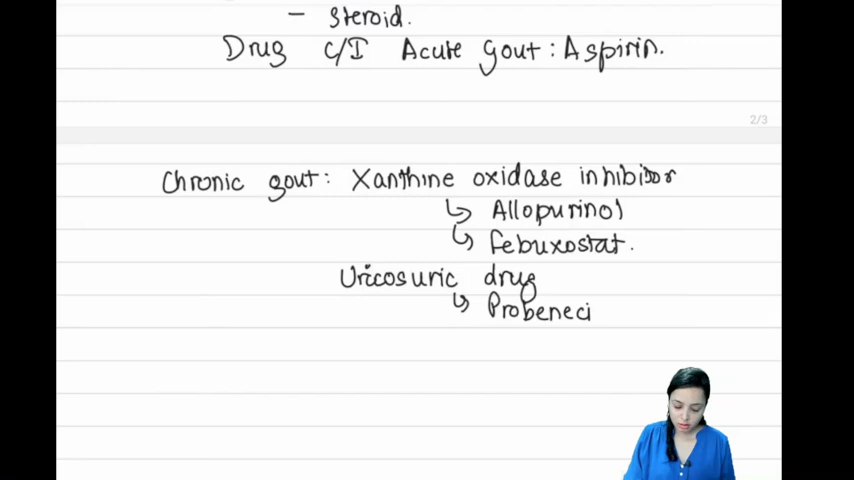 - Steroid.
Drug C/I Acute gout: Aspirin.
2/3
Chronic gout: Xanthine oxidase inhibitor
↳ Allopurinol
↳ Febuxostat.
Uricosuric drug
↳ Probeneci